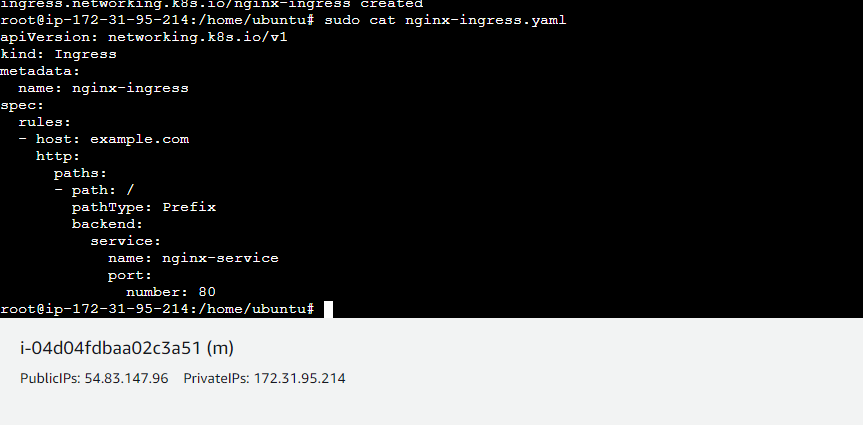 ingress.networking.k8s.io/nginx-ingress created
root@ip-172-31-95-214:/home/ubuntu# sudo cat nginx-ingress.yaml
apiVersion: networking.k8s.io/v1
kind: Ingress
metadata:
  name: nginx-ingress
spec:
  rules:
  - host: example.com
    http:
      paths:
      - path: /
        pathType: Prefix
        backend:
          service:
            name: nginx-service
            port:
              number: 80
root@ip-172-31-95-214:/home/ubuntu#
i-04d04fdbaa02c3a51 (m)
PublicIPs: 54.83.147.96    PrivateIPs: 172.31.95.214